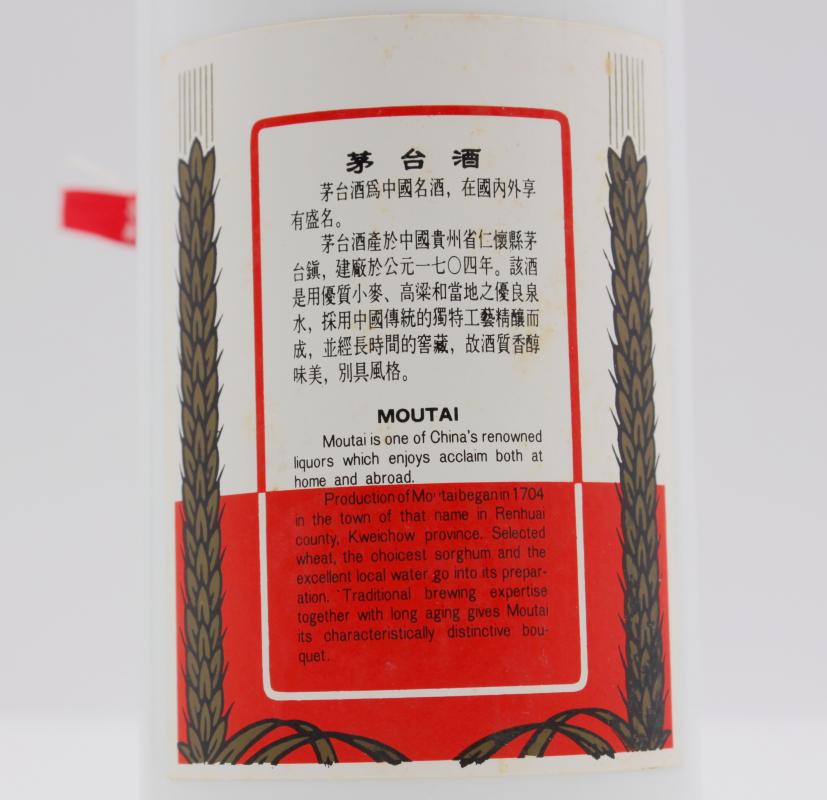 茅台酒
茅台酒爲中國名酒，在國內外享
有盛名。
茅台酒產於中國貴州省仁懷縣茅
台鎭，建廠於公元一七〇四年。該酒
是用優質小麥、高粱和當地之優良泉
水，採用中國傳統的獨特工藝精釀而
成，並經長時間的窖藏，故酒質香醇
味美，別具風格。
MOUTAI
Moutai is one of China's renowned
liquors which enjoys acclaim both at
home and abroad.
Production of Moutai began in 1704
in the town of that name in Renhuai
county, Kweichow province. Selected
wheat, the choicest sorghum and the
excellent local water go into its prepar-
ation. Traditional brewing expertise
together with long aging gives Moutai
its characteristically distinctive bou-
quet.